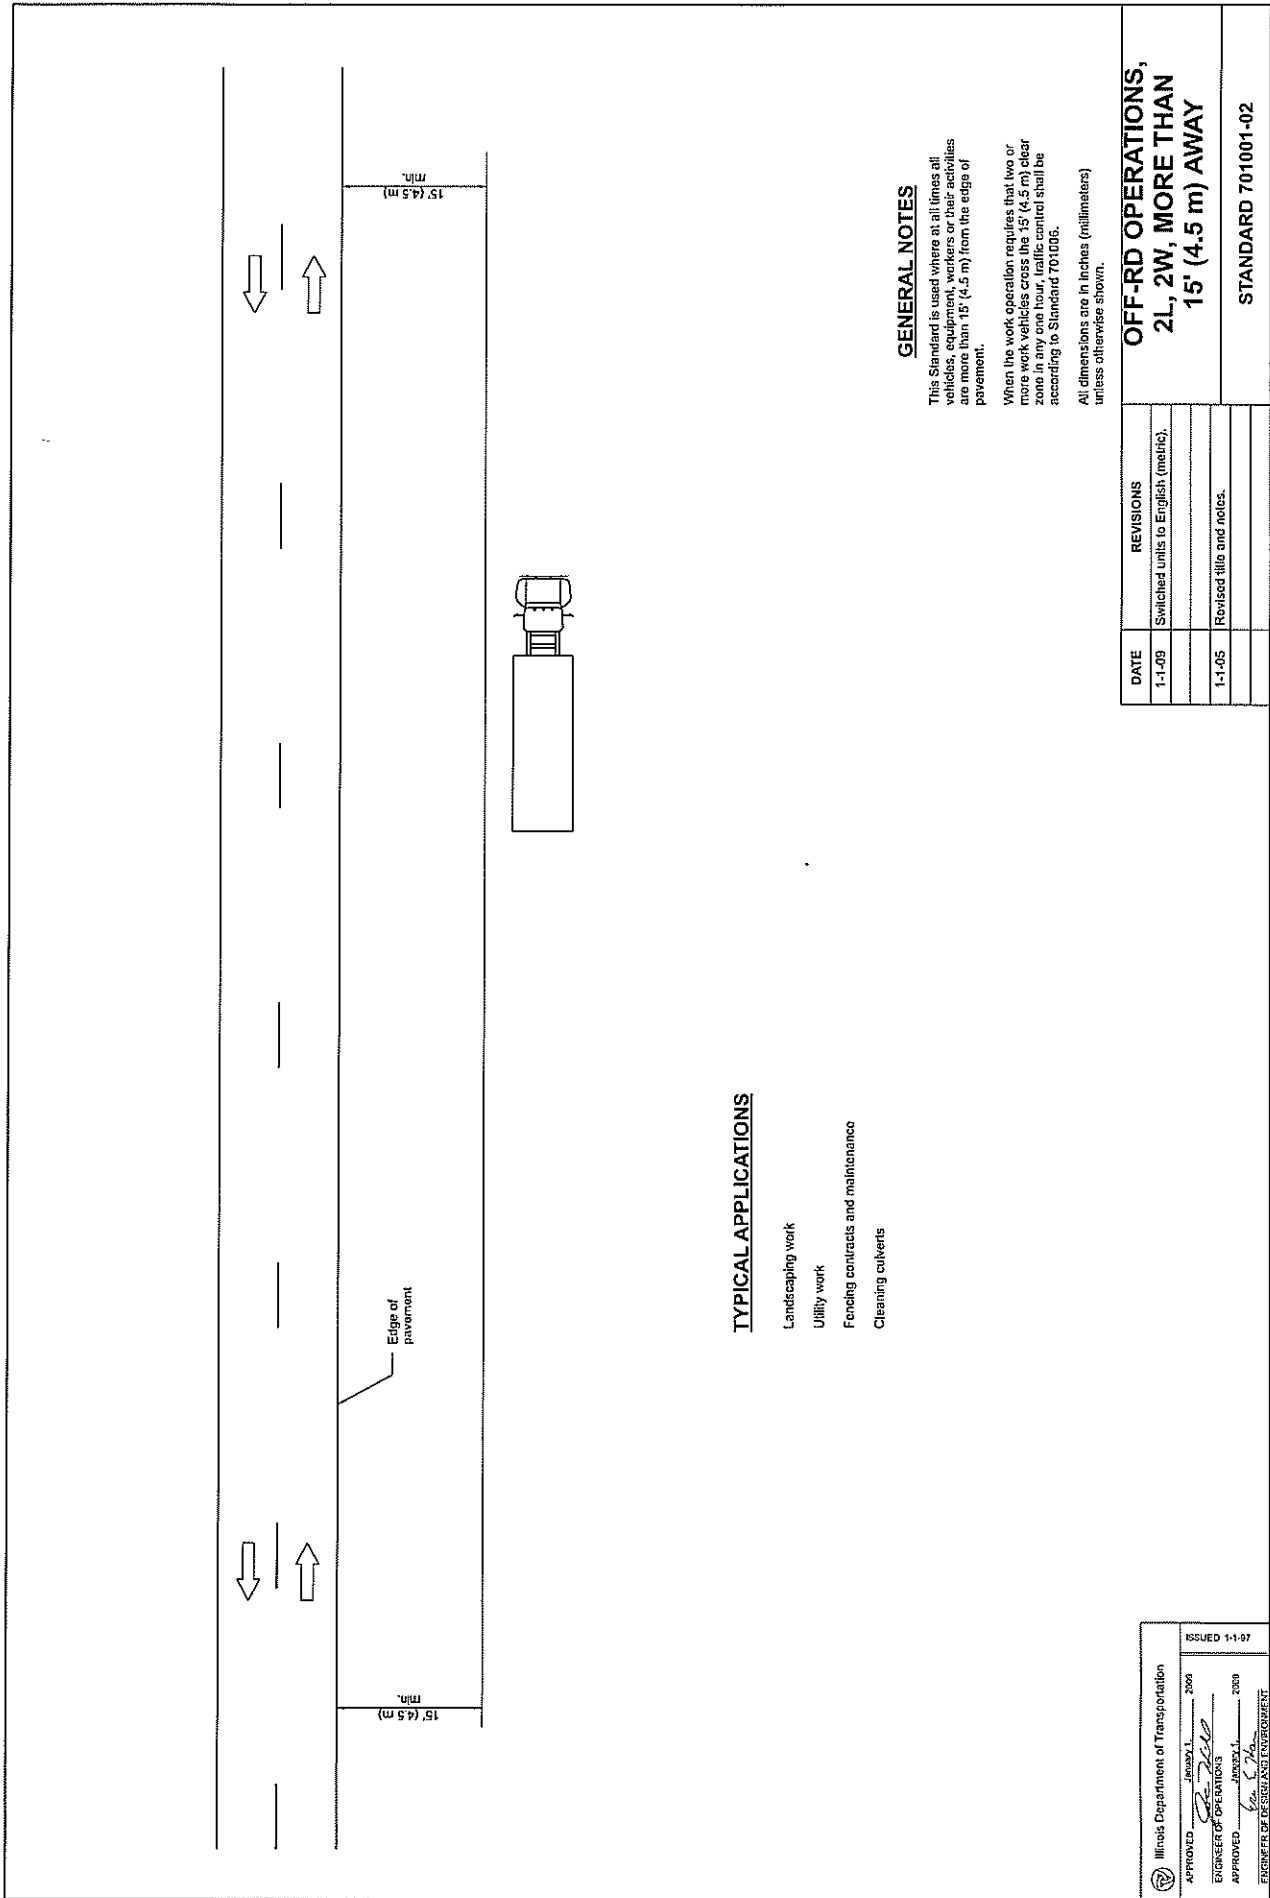 15' (4.5 m)
min.
15' (4.5 m)
min.
Edge of
pavement
TYPICAL APPLICATIONS
Landscaping work
Utility work
Fencing contracts and maintenance
Cleaning culverts
GENERAL NOTES
This Standard is used where at all times all
vehicles, equipment, workers or their activities
are more than 15' (4.5 m) from the edge of
pavement.
When the work operation requires that two or
more work vehicles cross the 15' (4.5 m) clear
zone in any one hour, traffic control shall be
according to Standard 701006.
All dimensions are in inches (millimeters)
unless otherwise shown.
Illinois Department of Transportation
APPROVED January 1, 2009
ENGINEER OF OPERATIONS
APPROVED January 1, 2009
ENGINEER OF DESIGN AND ENVIRONMENT
ISSUED 1-1-97
DATE REVISIONS
1-1-09 Switched units to English (metric).
1-1-05 Revised title and notes.
OFF-RD OPERATIONS,
2L, 2W, MORE THAN
15' (4.5 m) AWAY
STANDARD 701001-02